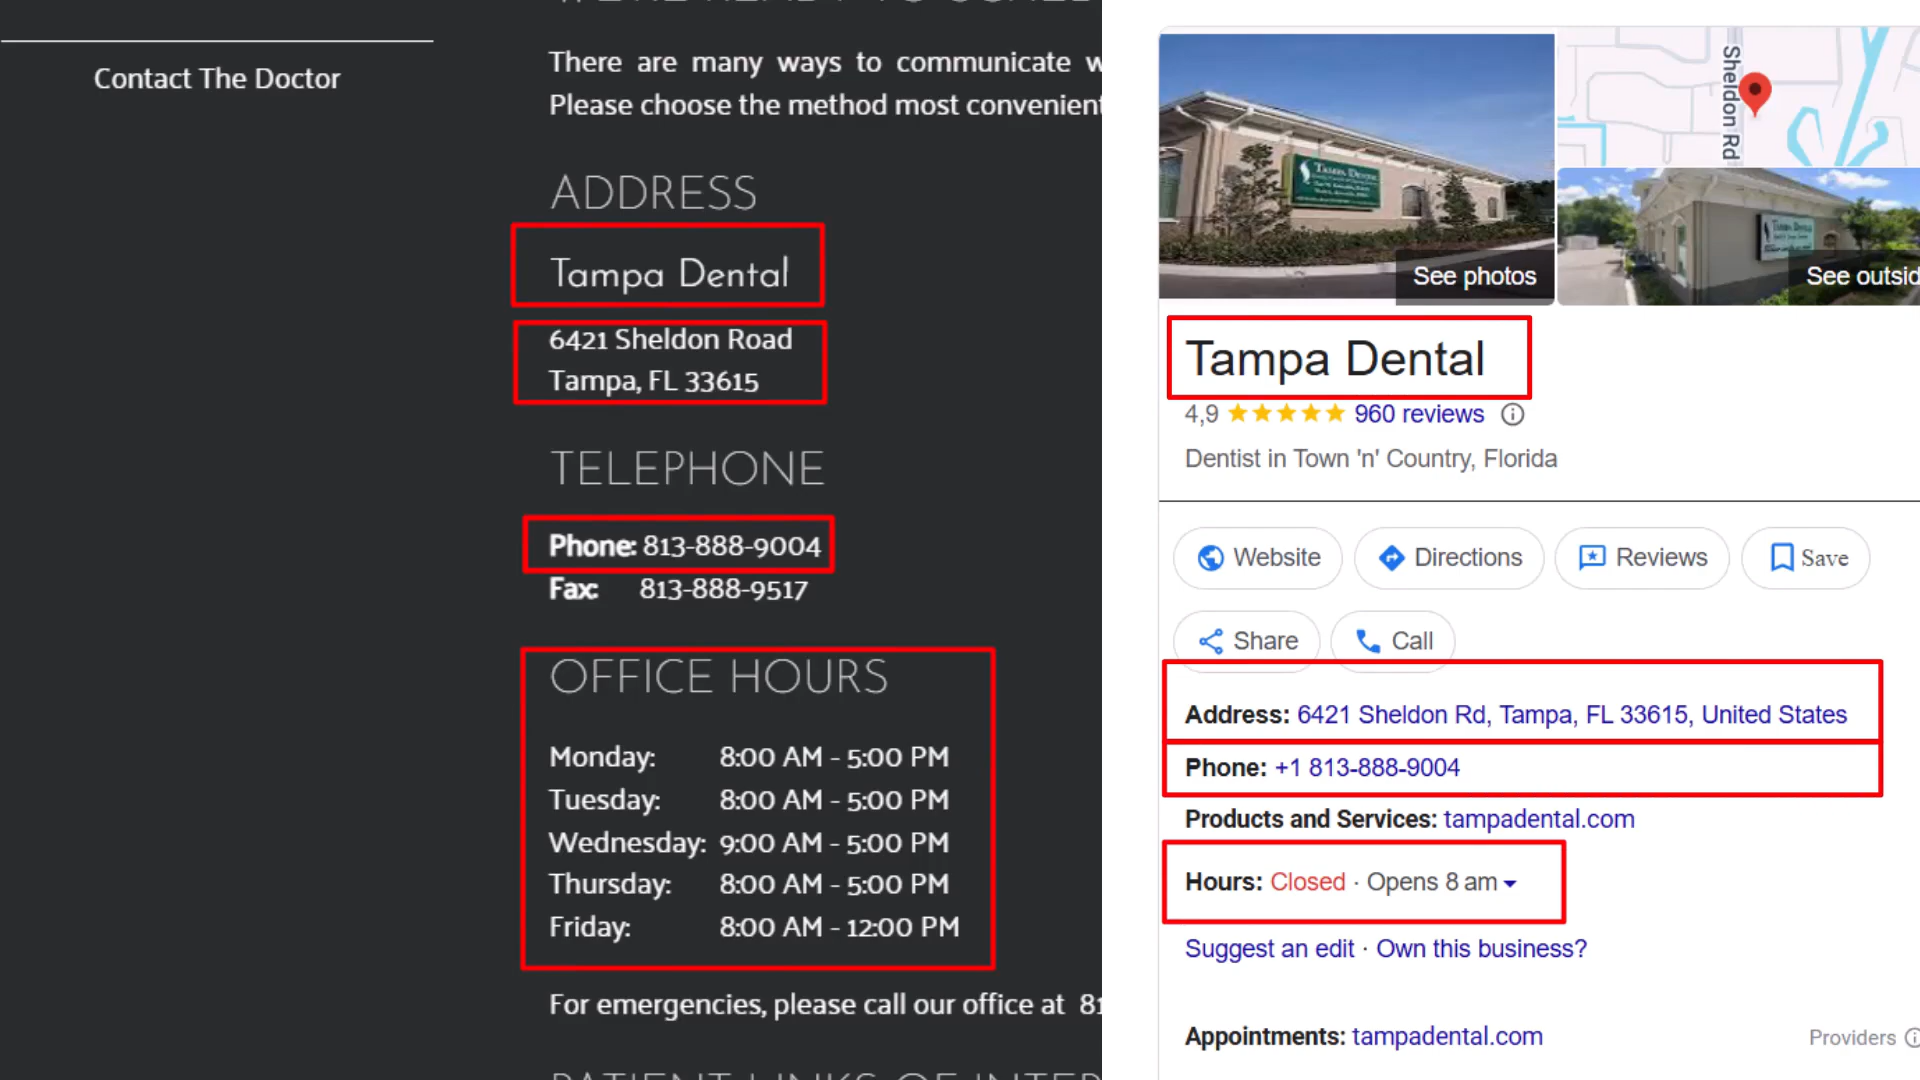 Contact The Doctor
There are many ways to communicate w
Please choose the method most convenient
ADDRESS
Tampa Dental
6421 Sheldon Road
Tampa, FL 33615
TELEPHONE
Phone: 813-888-9004
Fax: 813-888-9517
OFFICE HOURS
Monday: 8:00 AM - 5:00 PM
Tuesday: 8:00 AM - 5:00 PM
Wednesday: 9:00 AM - 5:00 PM
Thursday: 8:00 AM - 5:00 PM
Friday: 8:00 AM - 12:00 PM
For emergencies, please call our office at 81
Sheldon Rd
TAMPA DENTAL
See photos
TAMPA DENTAL
See outsid
Tampa Dental
4,9 960 reviews
Dentist in Town 'n' Country, Florida
Website Directions Reviews Save
Share Call
Address: 6421 Sheldon Rd, Tampa, FL 33615, United States
Phone: +1 813-888-9004
Products and Services: tampadental.com
Hours: Closed · Opens 8 am
Suggest an edit · Own this business?
Appointments: tampadental.com
Providers